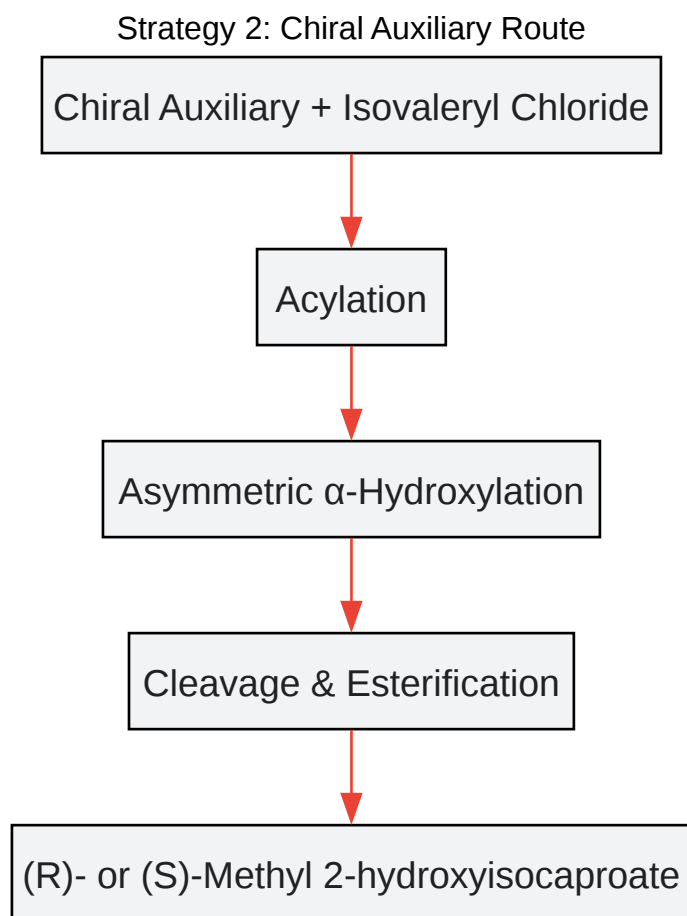 Strategy 2: Chiral Auxiliary Route
Chiral Auxiliary + Isovaleryl Chloride
Acylation
Asymmetric α-Hydroxylation
Cleavage & Esterification
(R)- or (S)-Methyl 2-hydroxyisocaproate